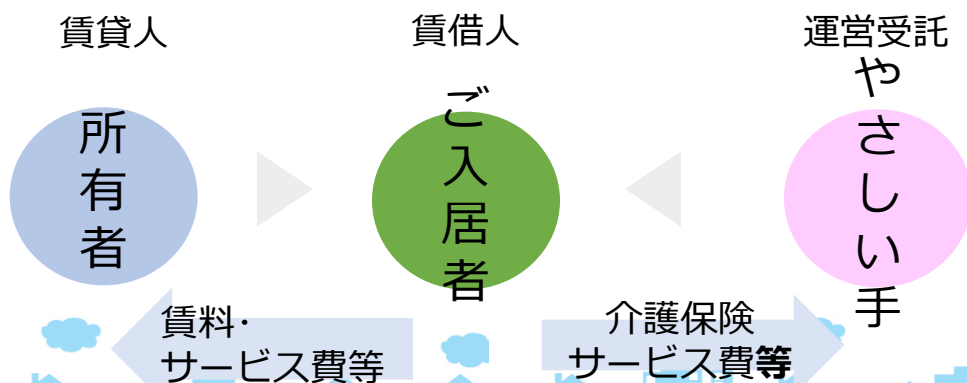 賃貸人
賃借人
運営受託
所有者
ご入居者
やさしい手
賃料・
サービス費等
介護保険
サービス費等